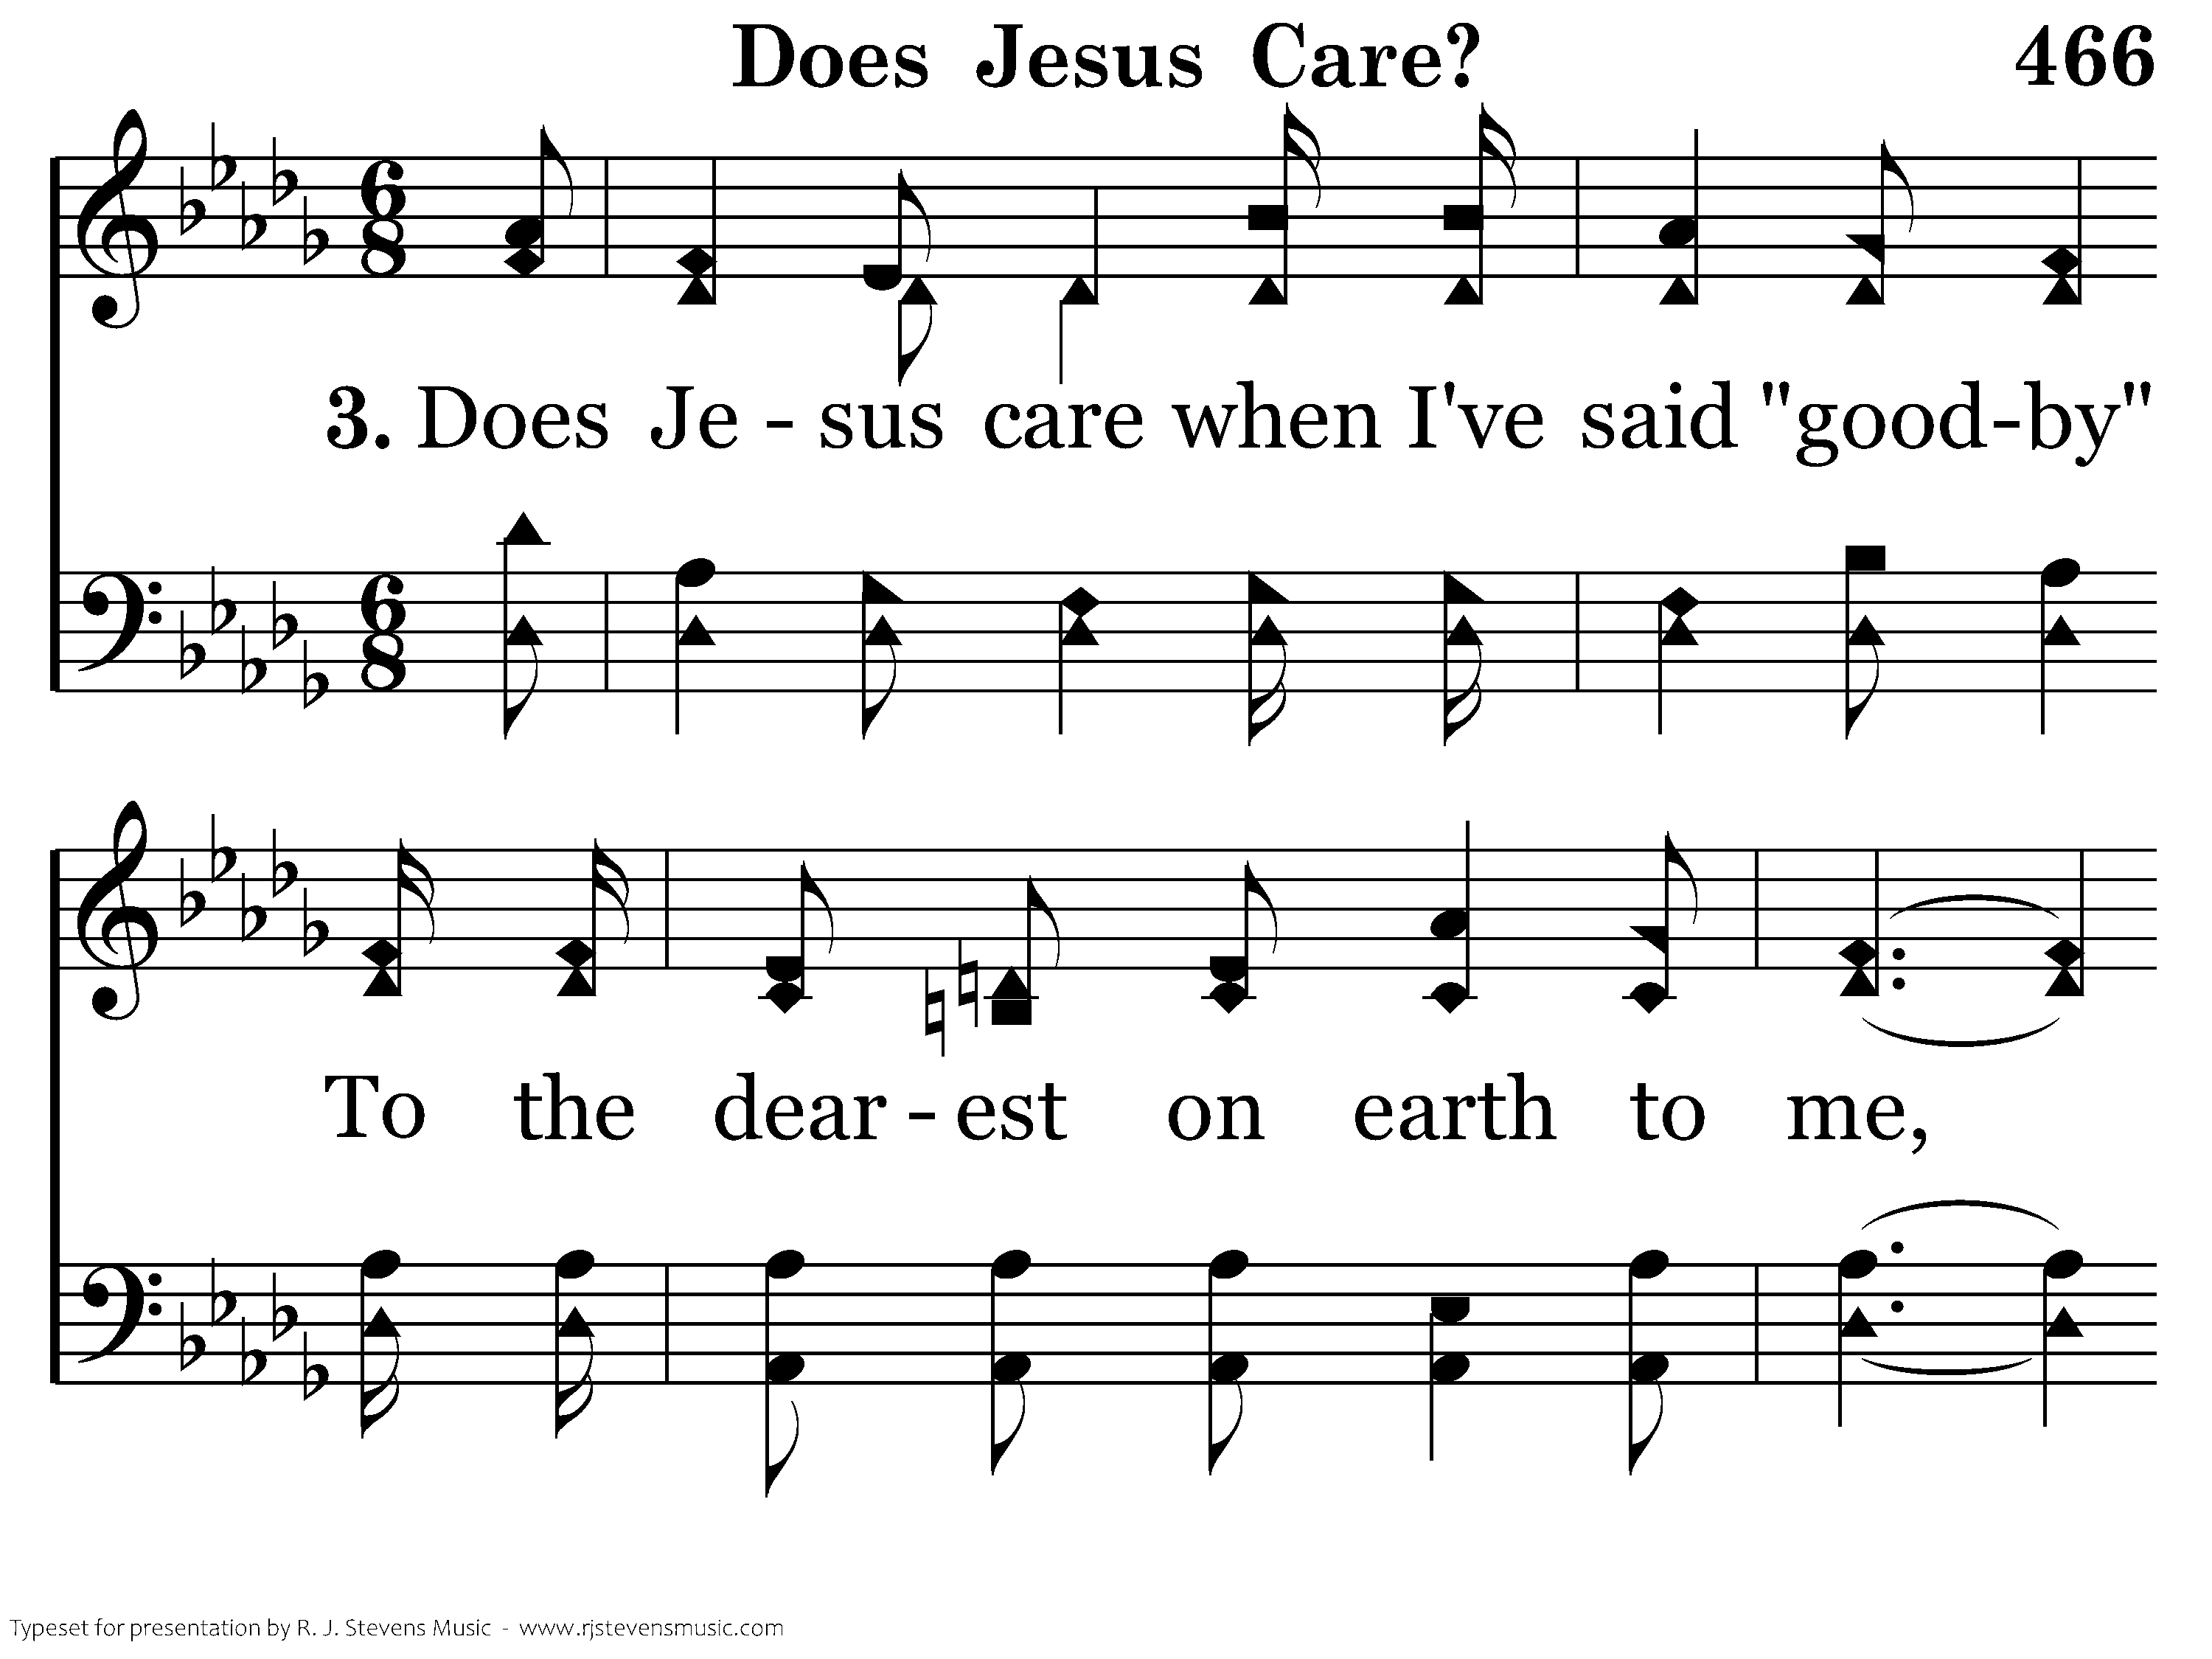 Does Jesus Care? 466
3. Does Je - sus care when I've said "good-by"
To the dear - est on earth to me,
Typeset for presentation by R. J. Stevens Music - www.rjstevensmusic.com